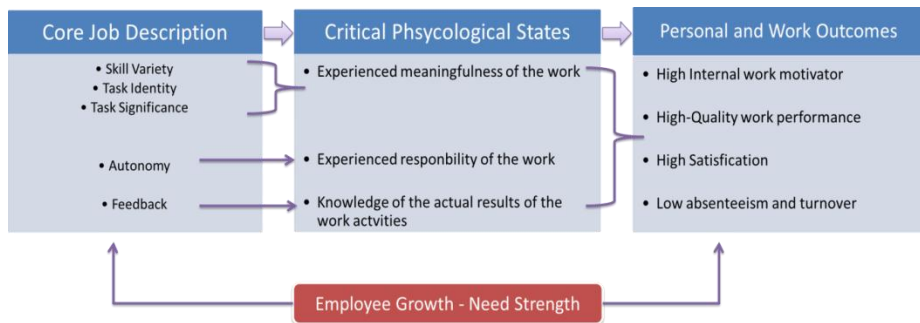 Core Job Description
Critical Phsycological States
Personal and Work Outcomes
• Skill Variety
• Task Identity
• Task Significance
• Autonomy
• Feedback
• Experienced meaningfulness of the work
• Experienced responbility of the work
• Knowledge of the actual results of the
work actvities
• High Internal work motivator
• High-Quality work performance
• High Satisfication
• Low absenteeism and turnover
Employee Growth - Need Strength